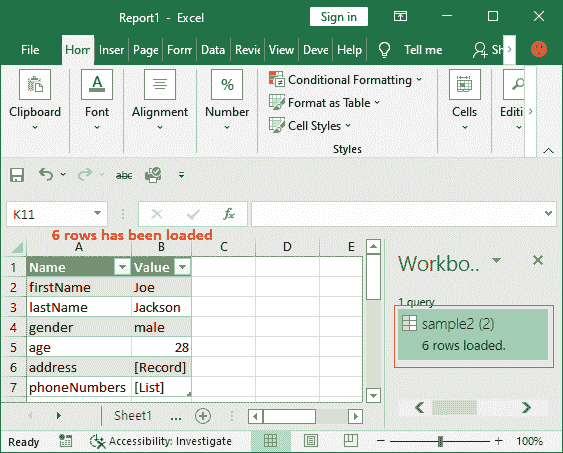 Report1 - Excel
Sign in
File Hom Inser Page Forn Data Revie View Deve Help Tell me Sh
Clipboard
Font
Alignment
Number
Conditional Formatting
Format as Table
Cell Styles
Styles
Cells
Editi
abc
K11
fx
6 rows has been loaded
A B C D E
1 Name Value
2 firstName Joe
3 lastName Jackson
4 gender male
5 age 28
6 address [Record]
7 phoneNumbers [List]
Workbo..
1 query
sample2 (2)
6 rows loaded.
Sheet1 ...
Ready Accessibility: Investigate 100%